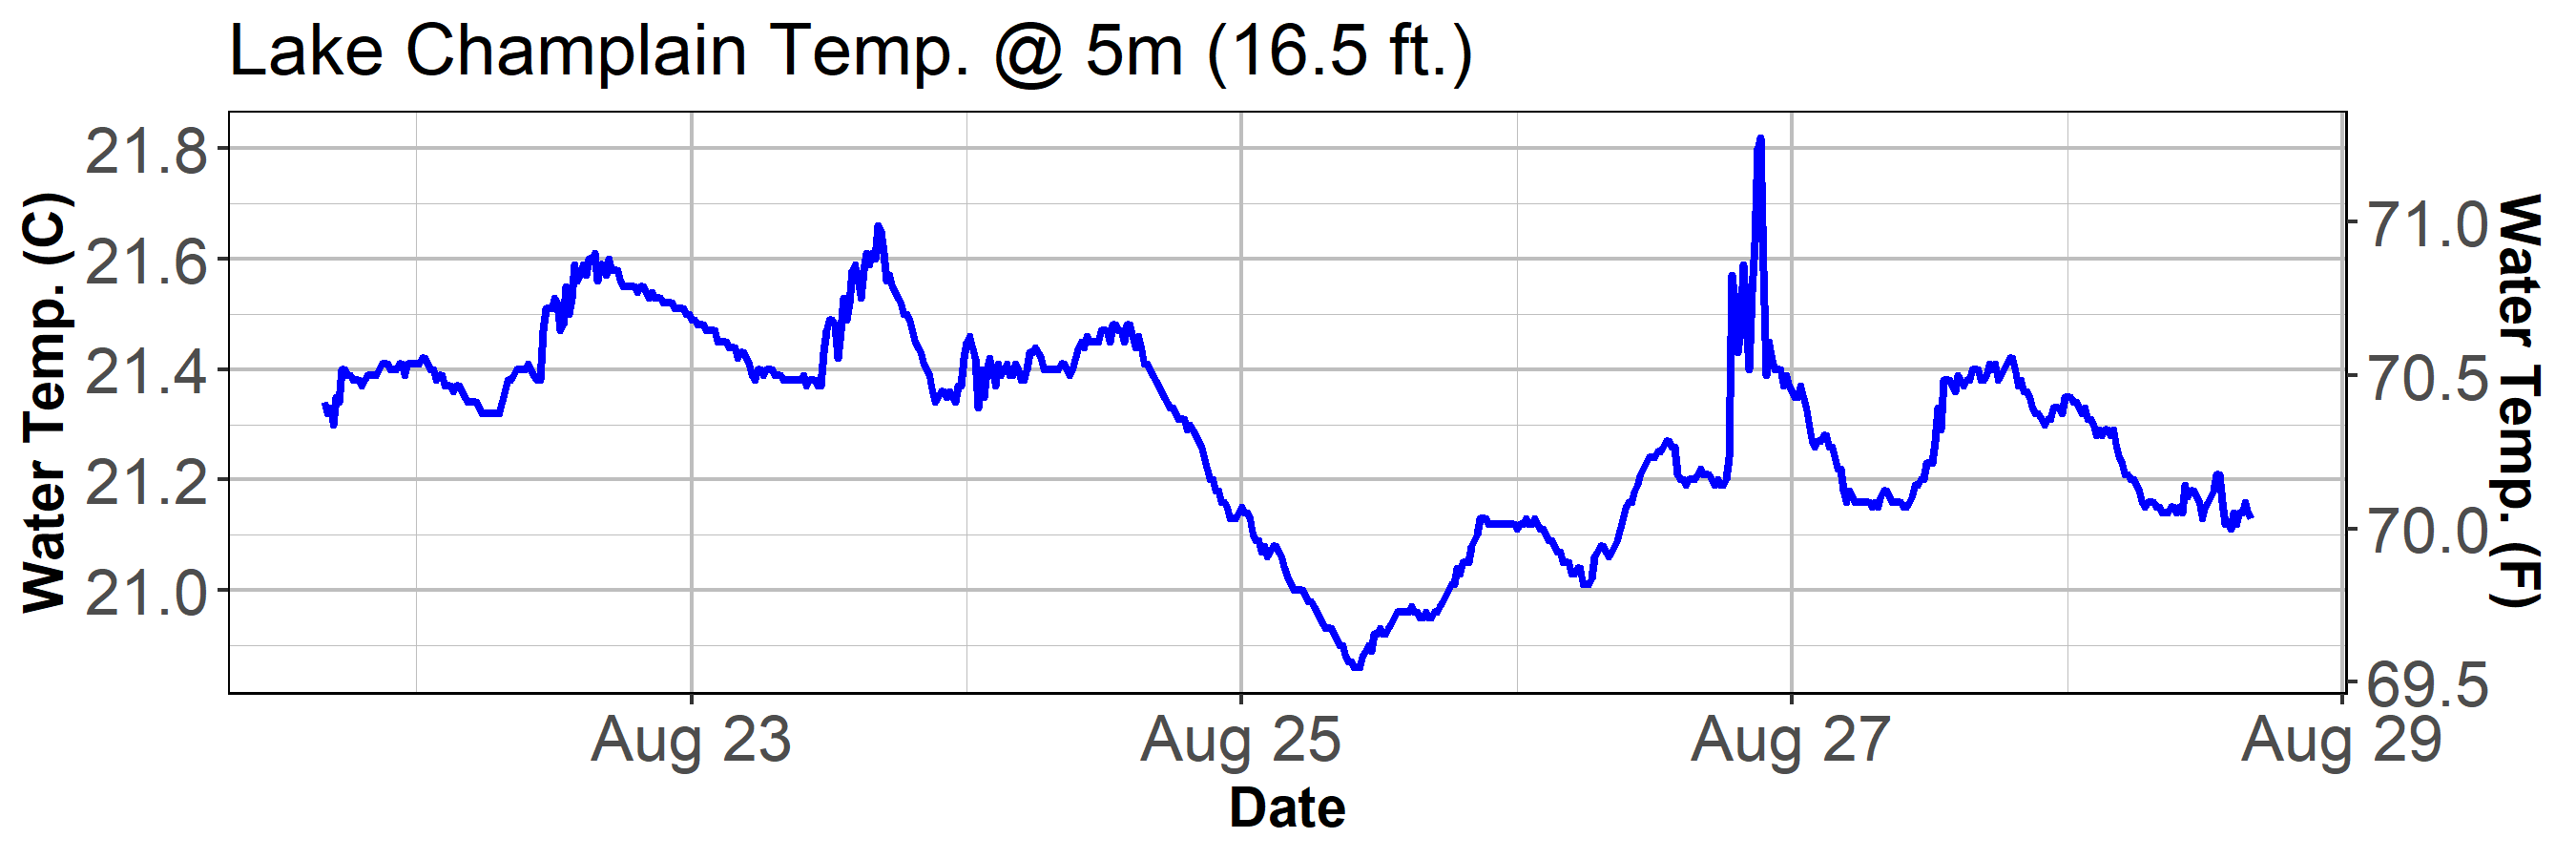 Lake Champlain Temp. @ 5m (16.5 ft.)
Water Temp. (C)
21.8
21.6
21.4
21.2
21.0
71.0
70.5
70.0
69.5
Water Temp. (F)
Aug 23
Aug 25
Aug 27
Aug 29
Date